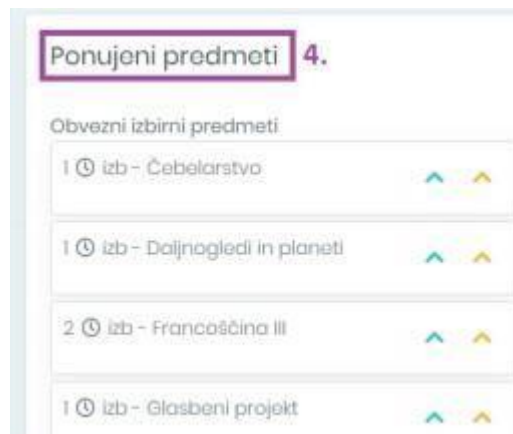 Ponujeni predmeti 4.
Obvezni izbirni predmeti
1 izb - Čebelarstvo
1 izb - Daljnogledi in planeti
2 izb - Francoščina III
1 izb - Glasbeni projekt